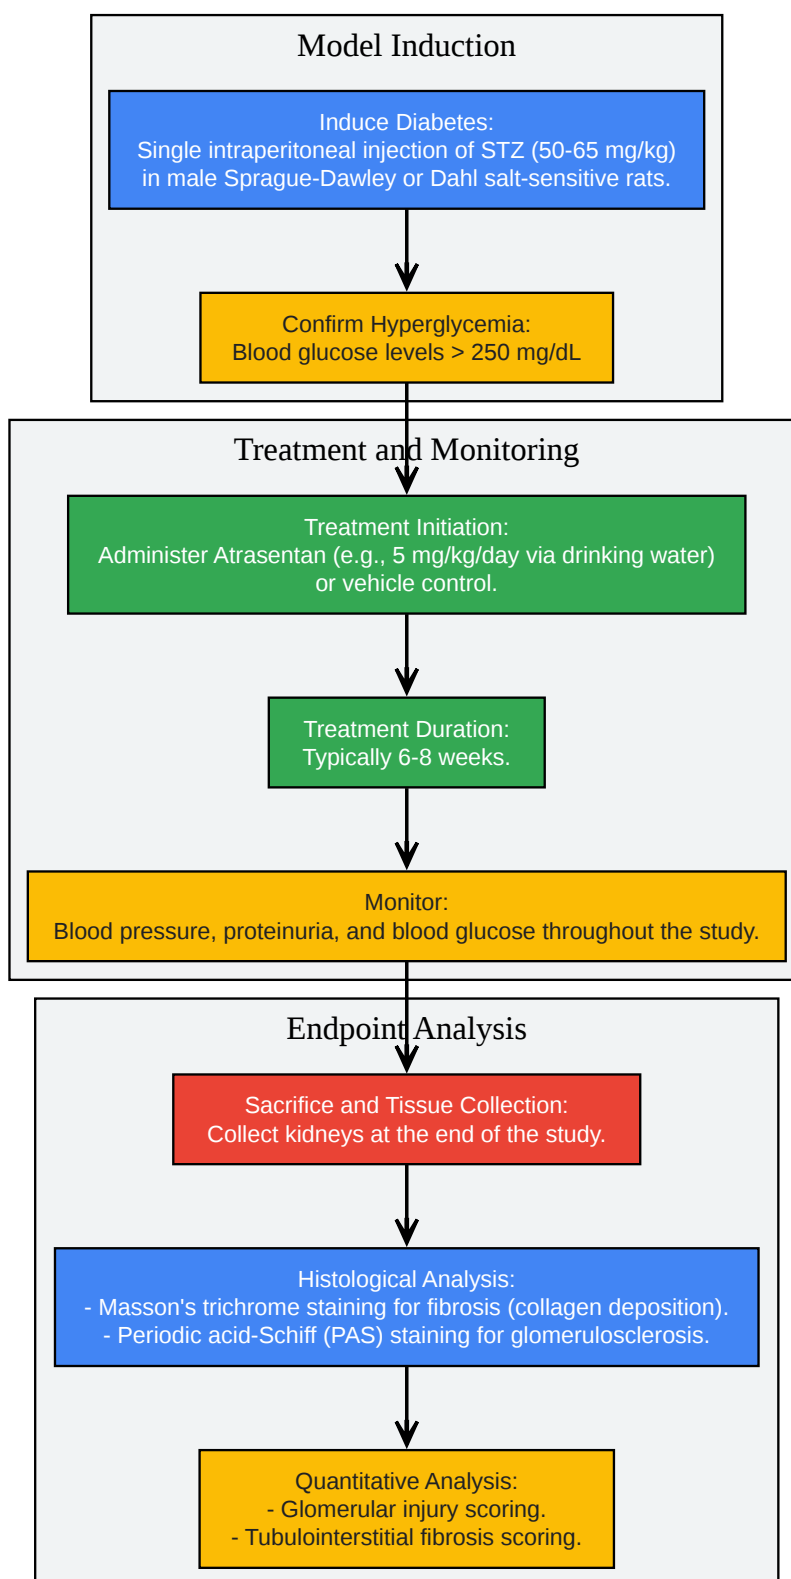 Model Induction
Induce Diabetes:
Single intraperitoneal injection of STZ (50-65 mg/kg)
in male Sprague-Dawley or Dahl salt-sensitive rats.
Confirm Hyperglycemia:
Blood glucose levels > 250 mg/dL
Treatment and Monitoring
Treatment Initiation:
Administer Atrasentan (e.g., 5 mg/kg/day via drinking water)
or vehicle control.
Treatment Duration:
Typically 6-8 weeks.
Monitor:
Blood pressure, proteinuria, and blood glucose throughout the study.
Endpoint Analysis
Sacrifice and Tissue Collection:
Collect kidneys at the end of the study.
Histological Analysis:
- Masson's trichrome staining for fibrosis (collagen deposition).
- Periodic acid-Schiff (PAS) staining for glomerulosclerosis.
Quantitative Analysis:
- Glomerular injury scoring.
- Tubulointerstitial fibrosis scoring.